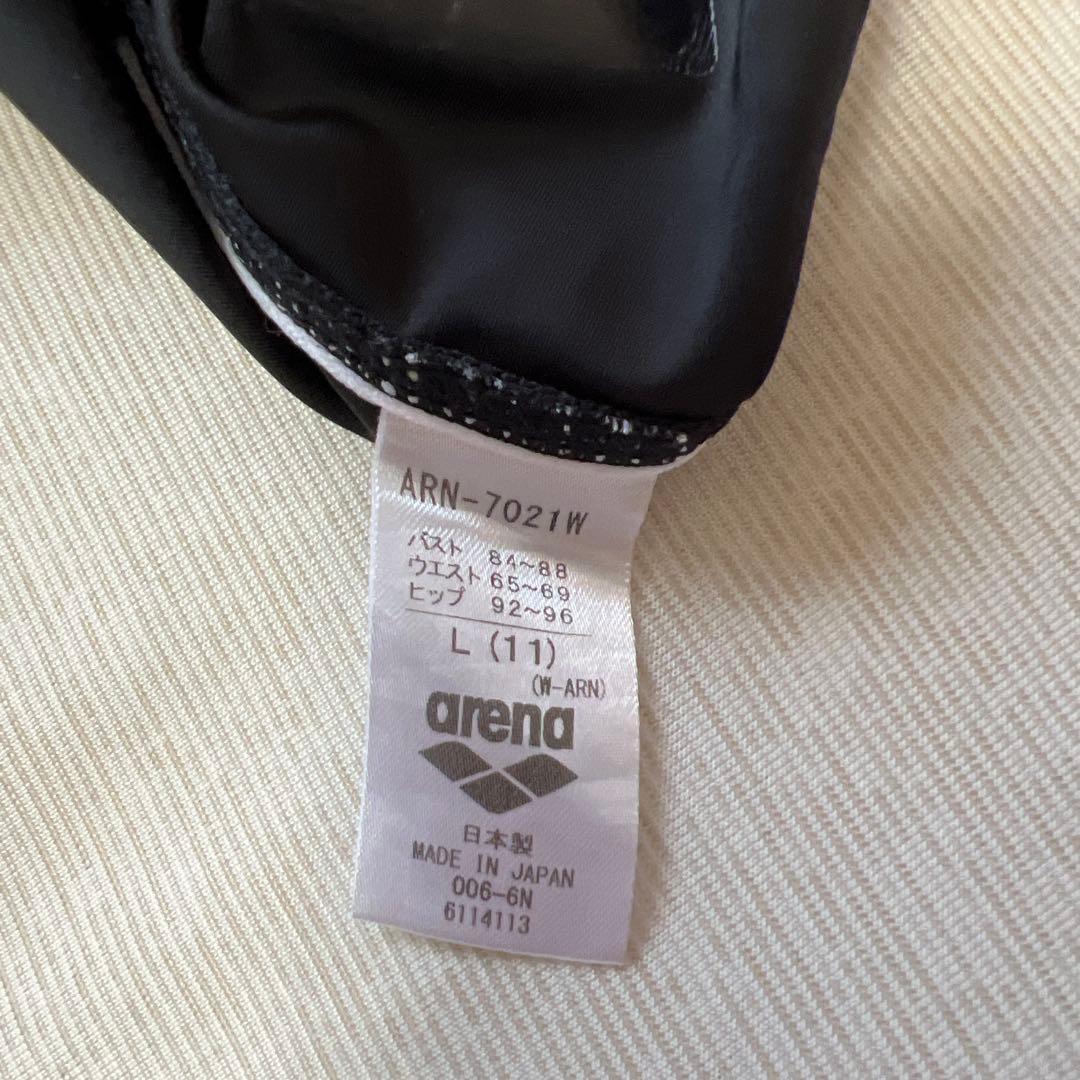 ARN-7021W
バスト 84~88
ウエスト 65~69
ヒップ 92~96
L (11)
(W-ARN)
arena
日本製
MADE IN JAPAN
006-6N
6114113